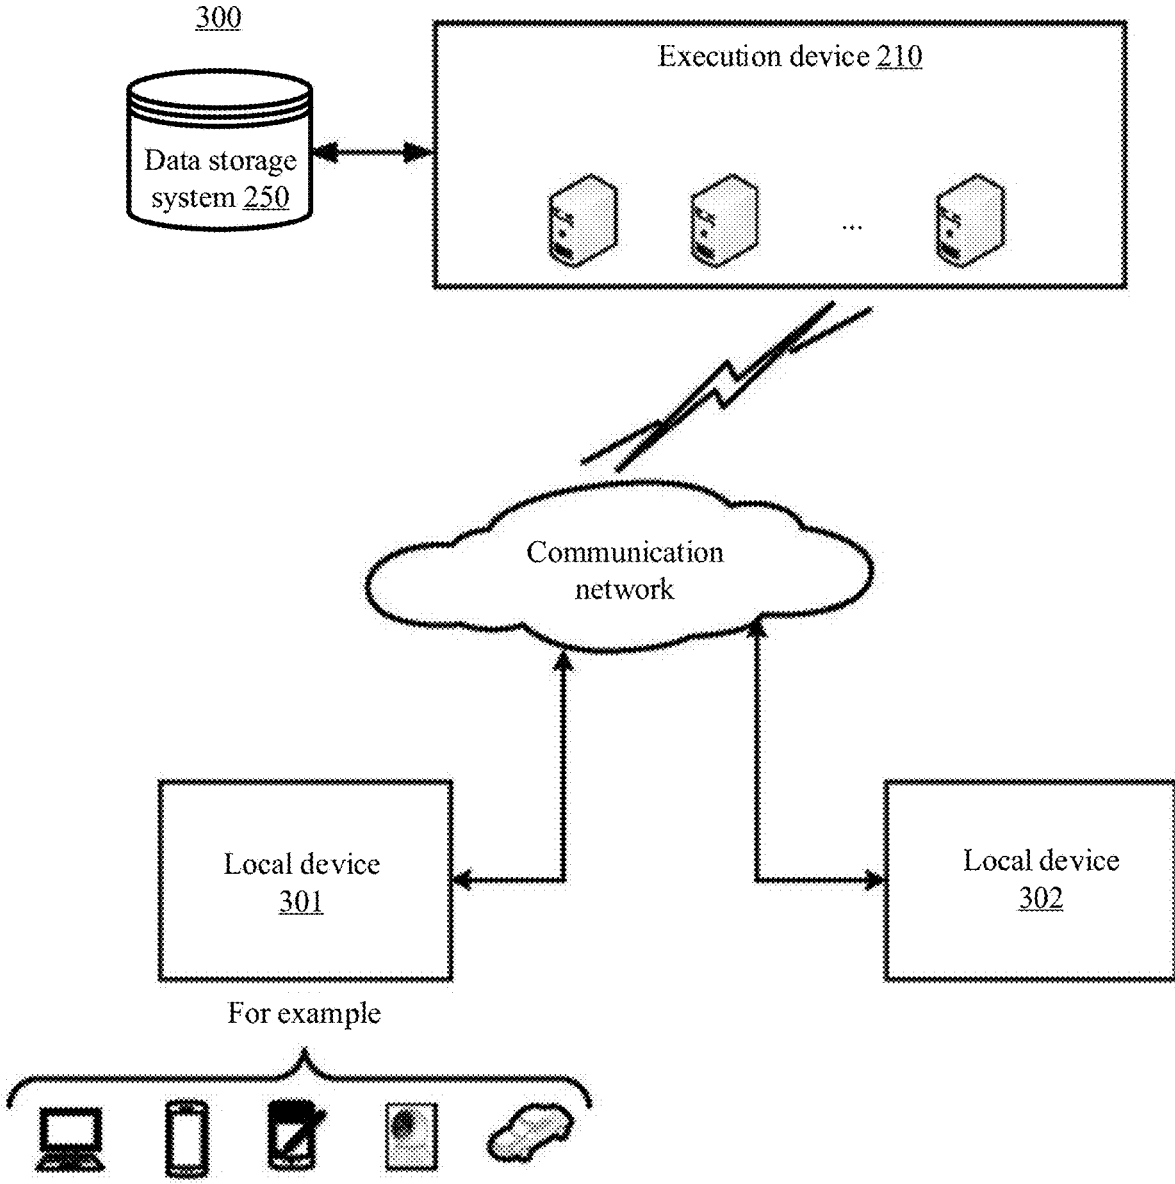 300
Execution device 210
Data storage
system 250
...
Communication
network
Local device
301
Local device
302
For example